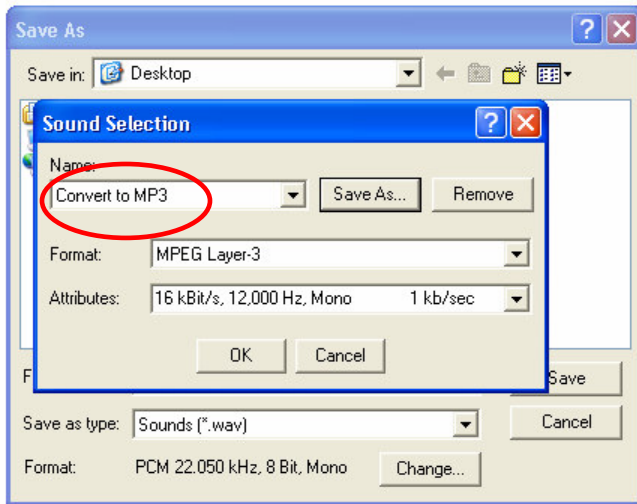 Save As
Save in: Desktop
Sound Selection
Name:
Convert to MP3 Save As... Remove
Format: MPEG Layer-3
Attributes: 16 kBit/s, 12,000 Hz, Mono 1 kb/sec
OK Cancel
F Save
Save as type: Sounds (*.wav) Cancel
Format: PCM 22.050 kHz, 8 Bit, Mono Change...